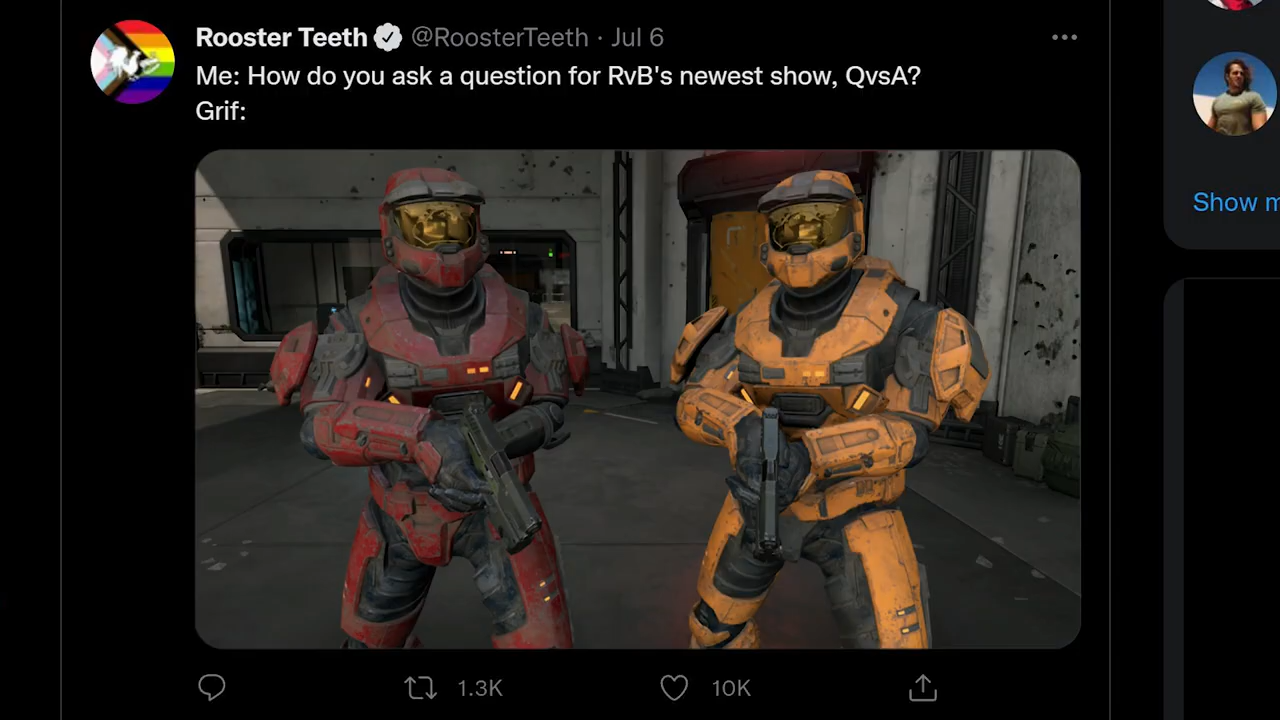 Rooster Teeth @RoosterTeeth · Jul 6
Me: How do you ask a question for RvB's newest show, QvsA?
Grif:
Show m
1.3K
10K